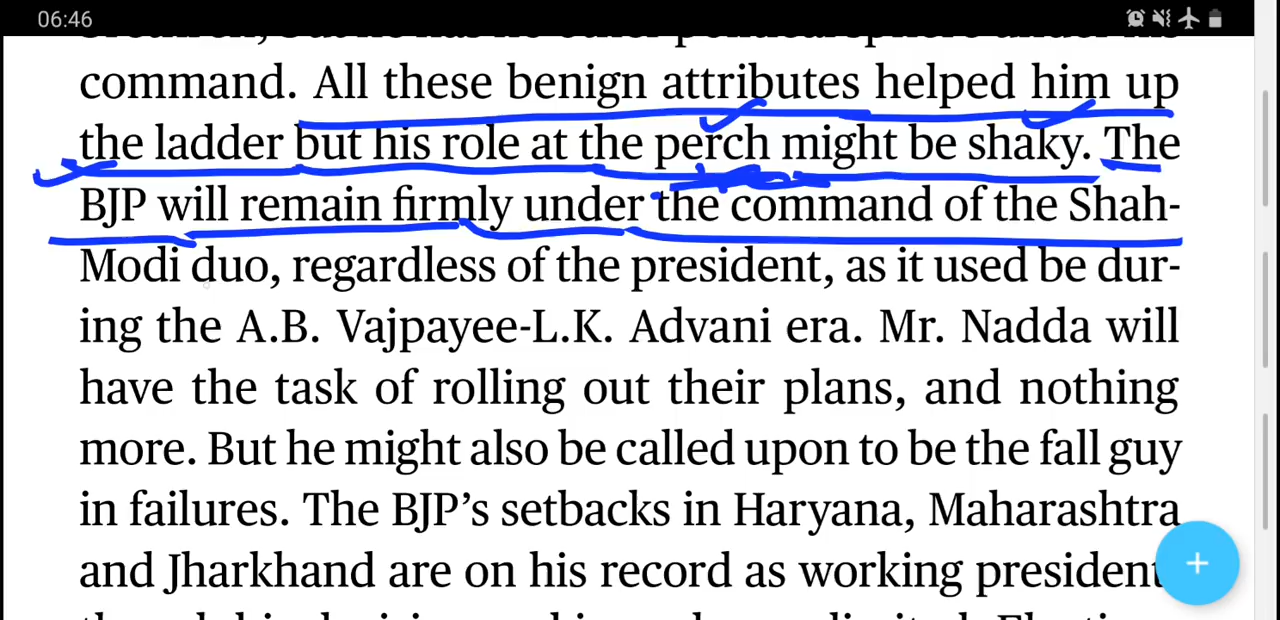 06:46
command. All these benign attributes helped him up
the ladder but his role at the perch might be shaky. The
BJP will remain firmly under the command of the Shah-
Modi duo, regardless of the president, as it used be dur-
ing the A.B. Vajpayee-L.K. Advani era. Mr. Nadda will
have the task of rolling out their plans, and nothing
more. But he might also be called upon to be the fall guy
in failures. The BJP's setbacks in Haryana, Maharashtra
and Jharkhand are on his record as working president
+